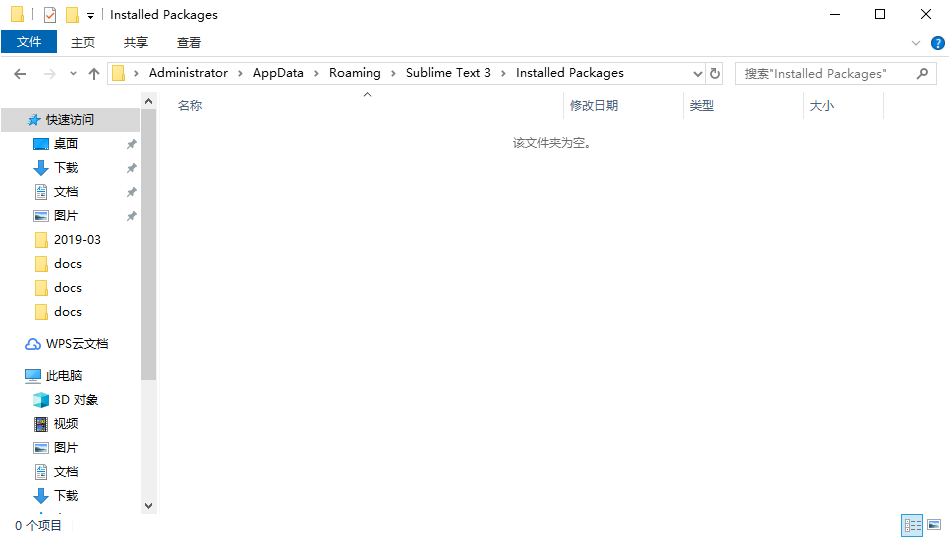 Installed Packages
文件 主页 共享 查看
Administrator AppData Roaming Sublime Text 3 Installed Packages 搜索"Installed Packages"
名称 修改日期 类型 大小
该文件夹为空。
快速访问
桌面
下载
文档
图片
2019-03
docs
docs
docs
WPS云文档
此电脑
3D 对象
视频
图片
文档
下载
0 个项目